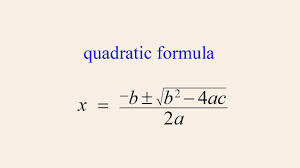 quadratic formula
x = ⁻b ± √(b² − 4ac) / 2a